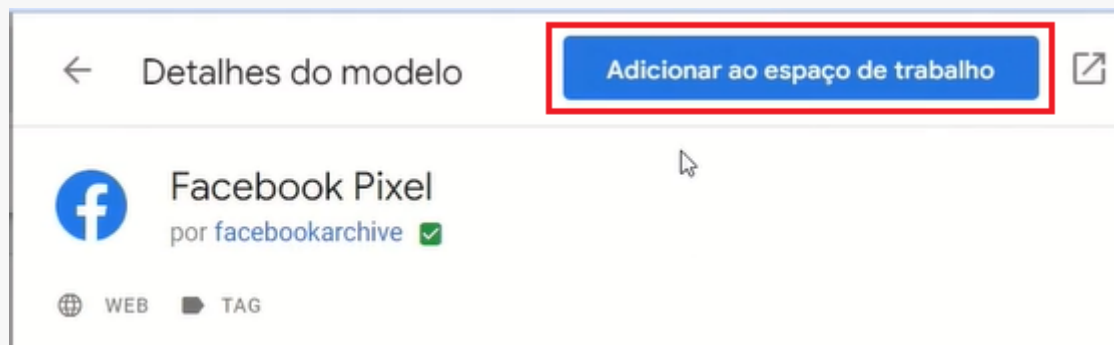 Detalhes do modelo
Adicionar ao espaço de trabalho
Facebook Pixel
por facebookarchive
WEB
TAG